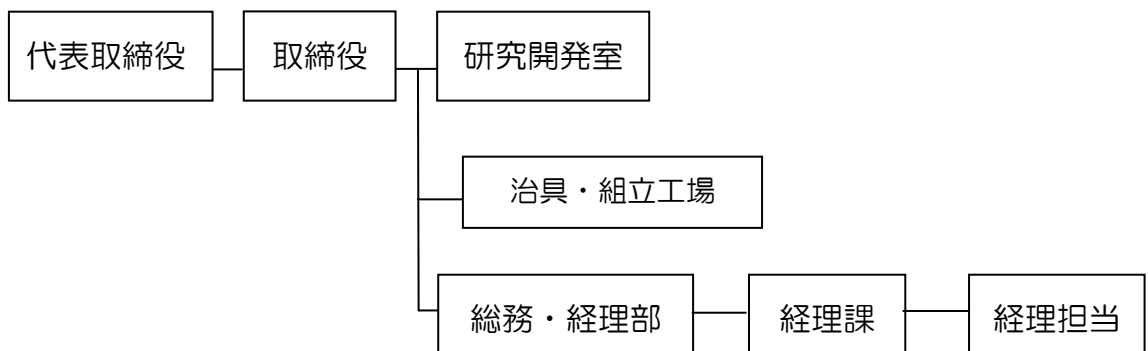 代表取締役
取締役
研究開発室
治具・組立工場
総務・経理部
経理課
経理担当